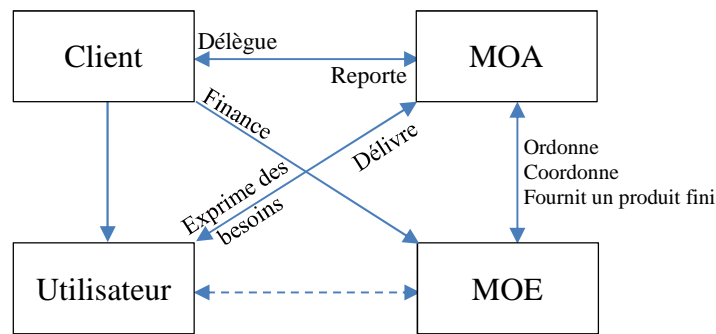 Client
Délègue
Reporte
MOA
Finance
Délivre
Exprime des
besoins
Ordonne
Coordonne
Fournit un produit fini
Utilisateur
MOE